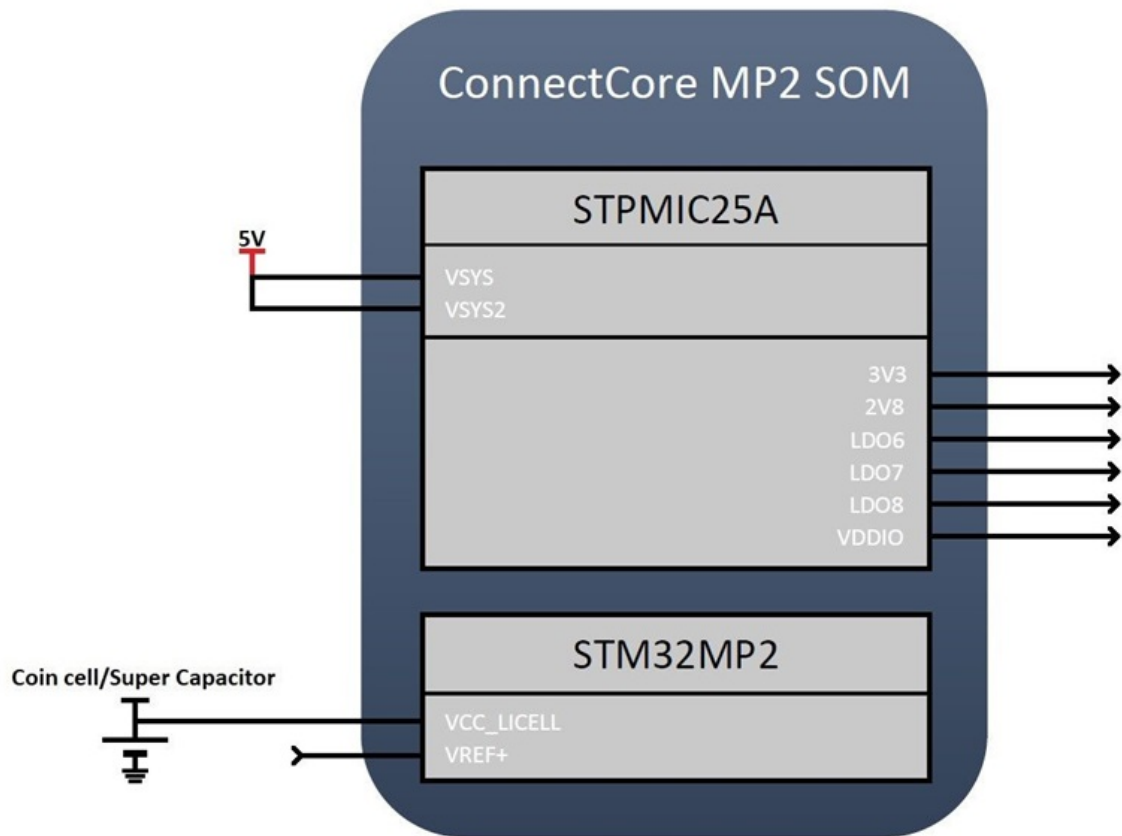 ConnectCore MP2 SOM
STPMIC25A
5V
VSYS
VSYS2
3V3
2V8
LDO6
LDO7
LDO8
VDDIO
STM32MP2
Coin cell/Super Capacitor
VCC_LICELL
VREF+